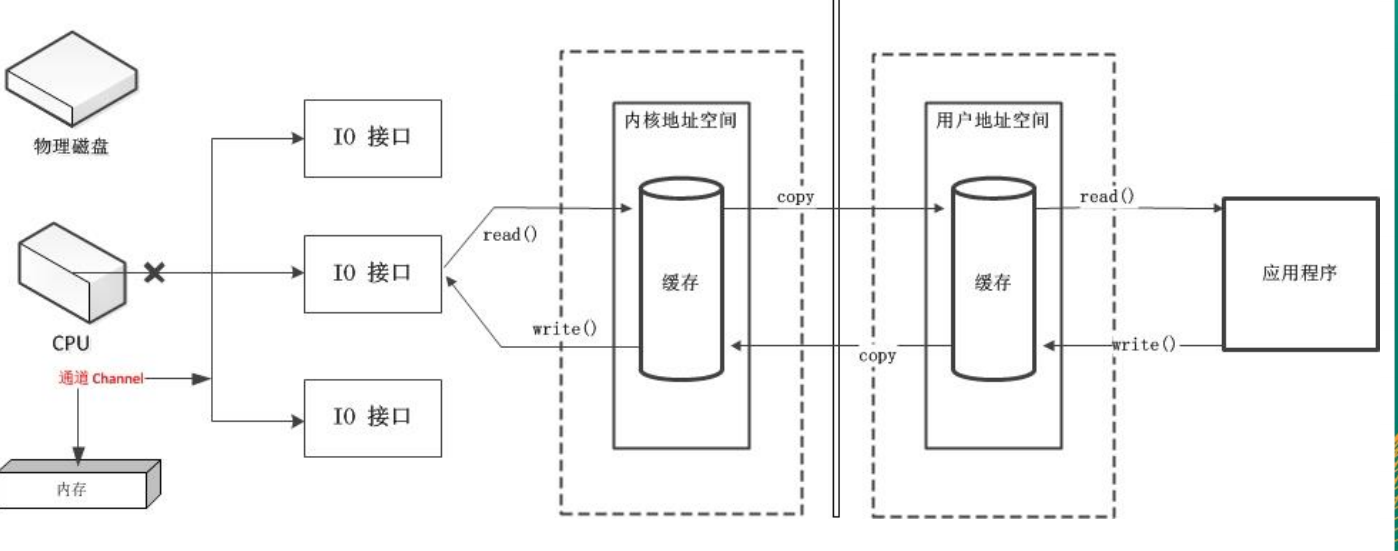 物理磁盘
CPU
通道 Channel
内存
IO 接口
IO 接口
IO 接口
read()
write()
内核地址空间
缓存
copy
copy
用户地址空间
缓存
read()
write()
应用程序